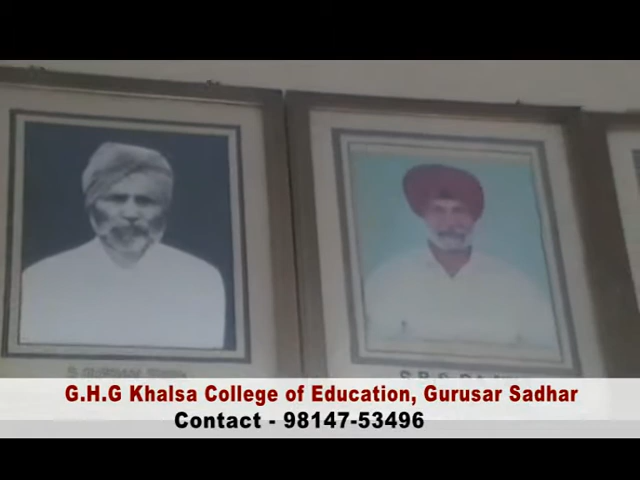 G.H.G Khalsa College of Education, Gurusar Sadhar
Contact - 98147-53496